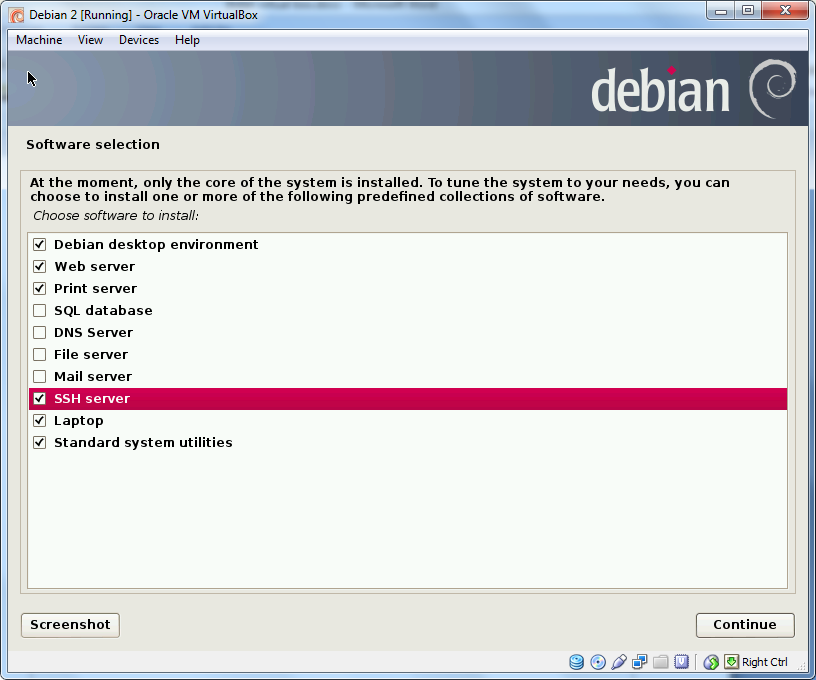 Debian 2 [Running] - Oracle VM VirtualBox
Machine View Devices Help
debian
Software selection
At the moment, only the core of the system is installed. To tune the system to your needs, you can
choose to install one or more of the following predefined collections of software.
Choose software to install:
Debian desktop environment
Web server
Print server
SQL database
DNS Server
File server
Mail server
SSH server
Laptop
Standard system utilities
Screenshot Continue
Right Ctrl